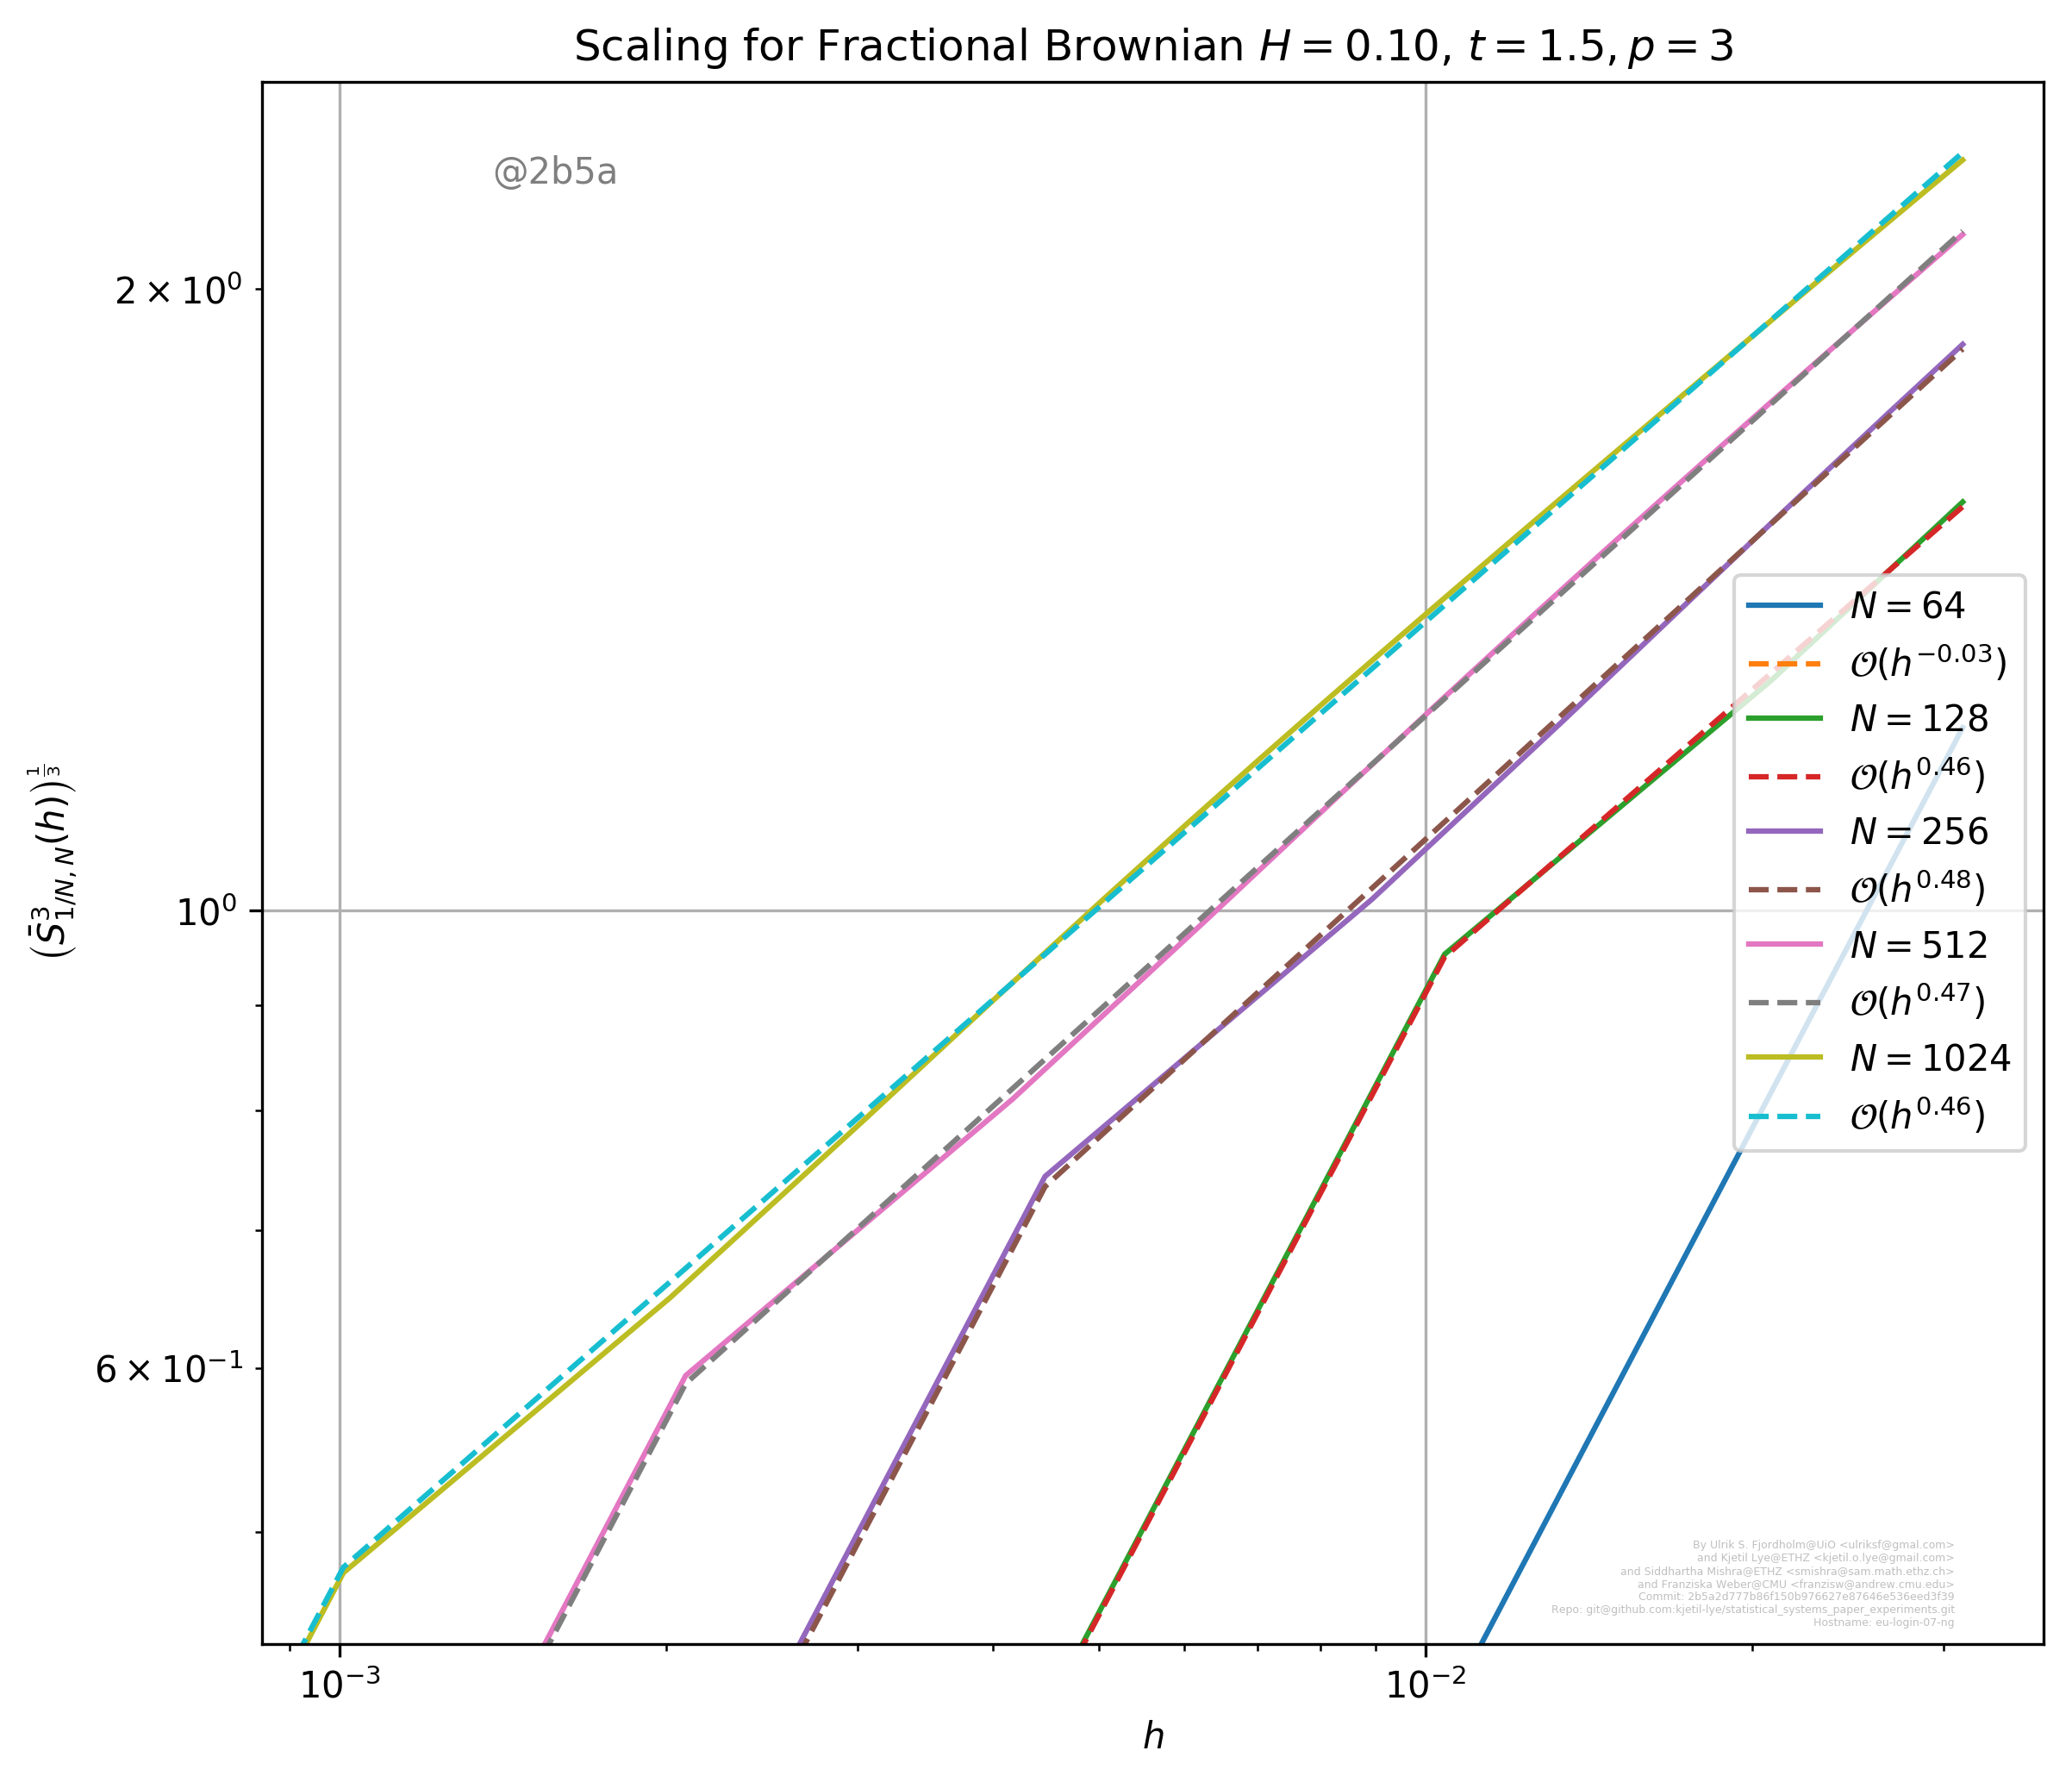 Scaling for Fractional Brownian $H = 0.10$, $t = 1.5, p = 3$
@2b5a
$2 \times 10^{0}$
$10^{0}$
$6 \times 10^{-1}$
$\left(\bar{S}^{3}_{1/N,N}(h)\right)^{\frac{1}{3}}$
$N = 64$
$\mathcal{O}(h^{-0.03})$
$N = 128$
$\mathcal{O}(h^{0.46})$
$N = 256$
$\mathcal{O}(h^{0.48})$
$N = 512$
$\mathcal{O}(h^{0.47})$
$N = 1024$
$\mathcal{O}(h^{0.46})$
By Ulrik S. Fjordholm@UiO <ulriksf@gmal.com>
and Kjetil Lye@ETHZ <kjetil.o.lye@gmail.com>
and Siddhartha Mishra@ETHZ <smishra@sam.math.ethz.ch>
and Franziska Weber@CMU <franzisw@andrew.cmu.edu>
Commit: 2b5a2d777b86f150b976627e87646e536eed3f39
Repo: git@github.com:kjetil-lye/statistical_systems_paper_experiments.git
Hostname: eu-login-07-ng
$10^{-3}$
$10^{-2}$
$h$